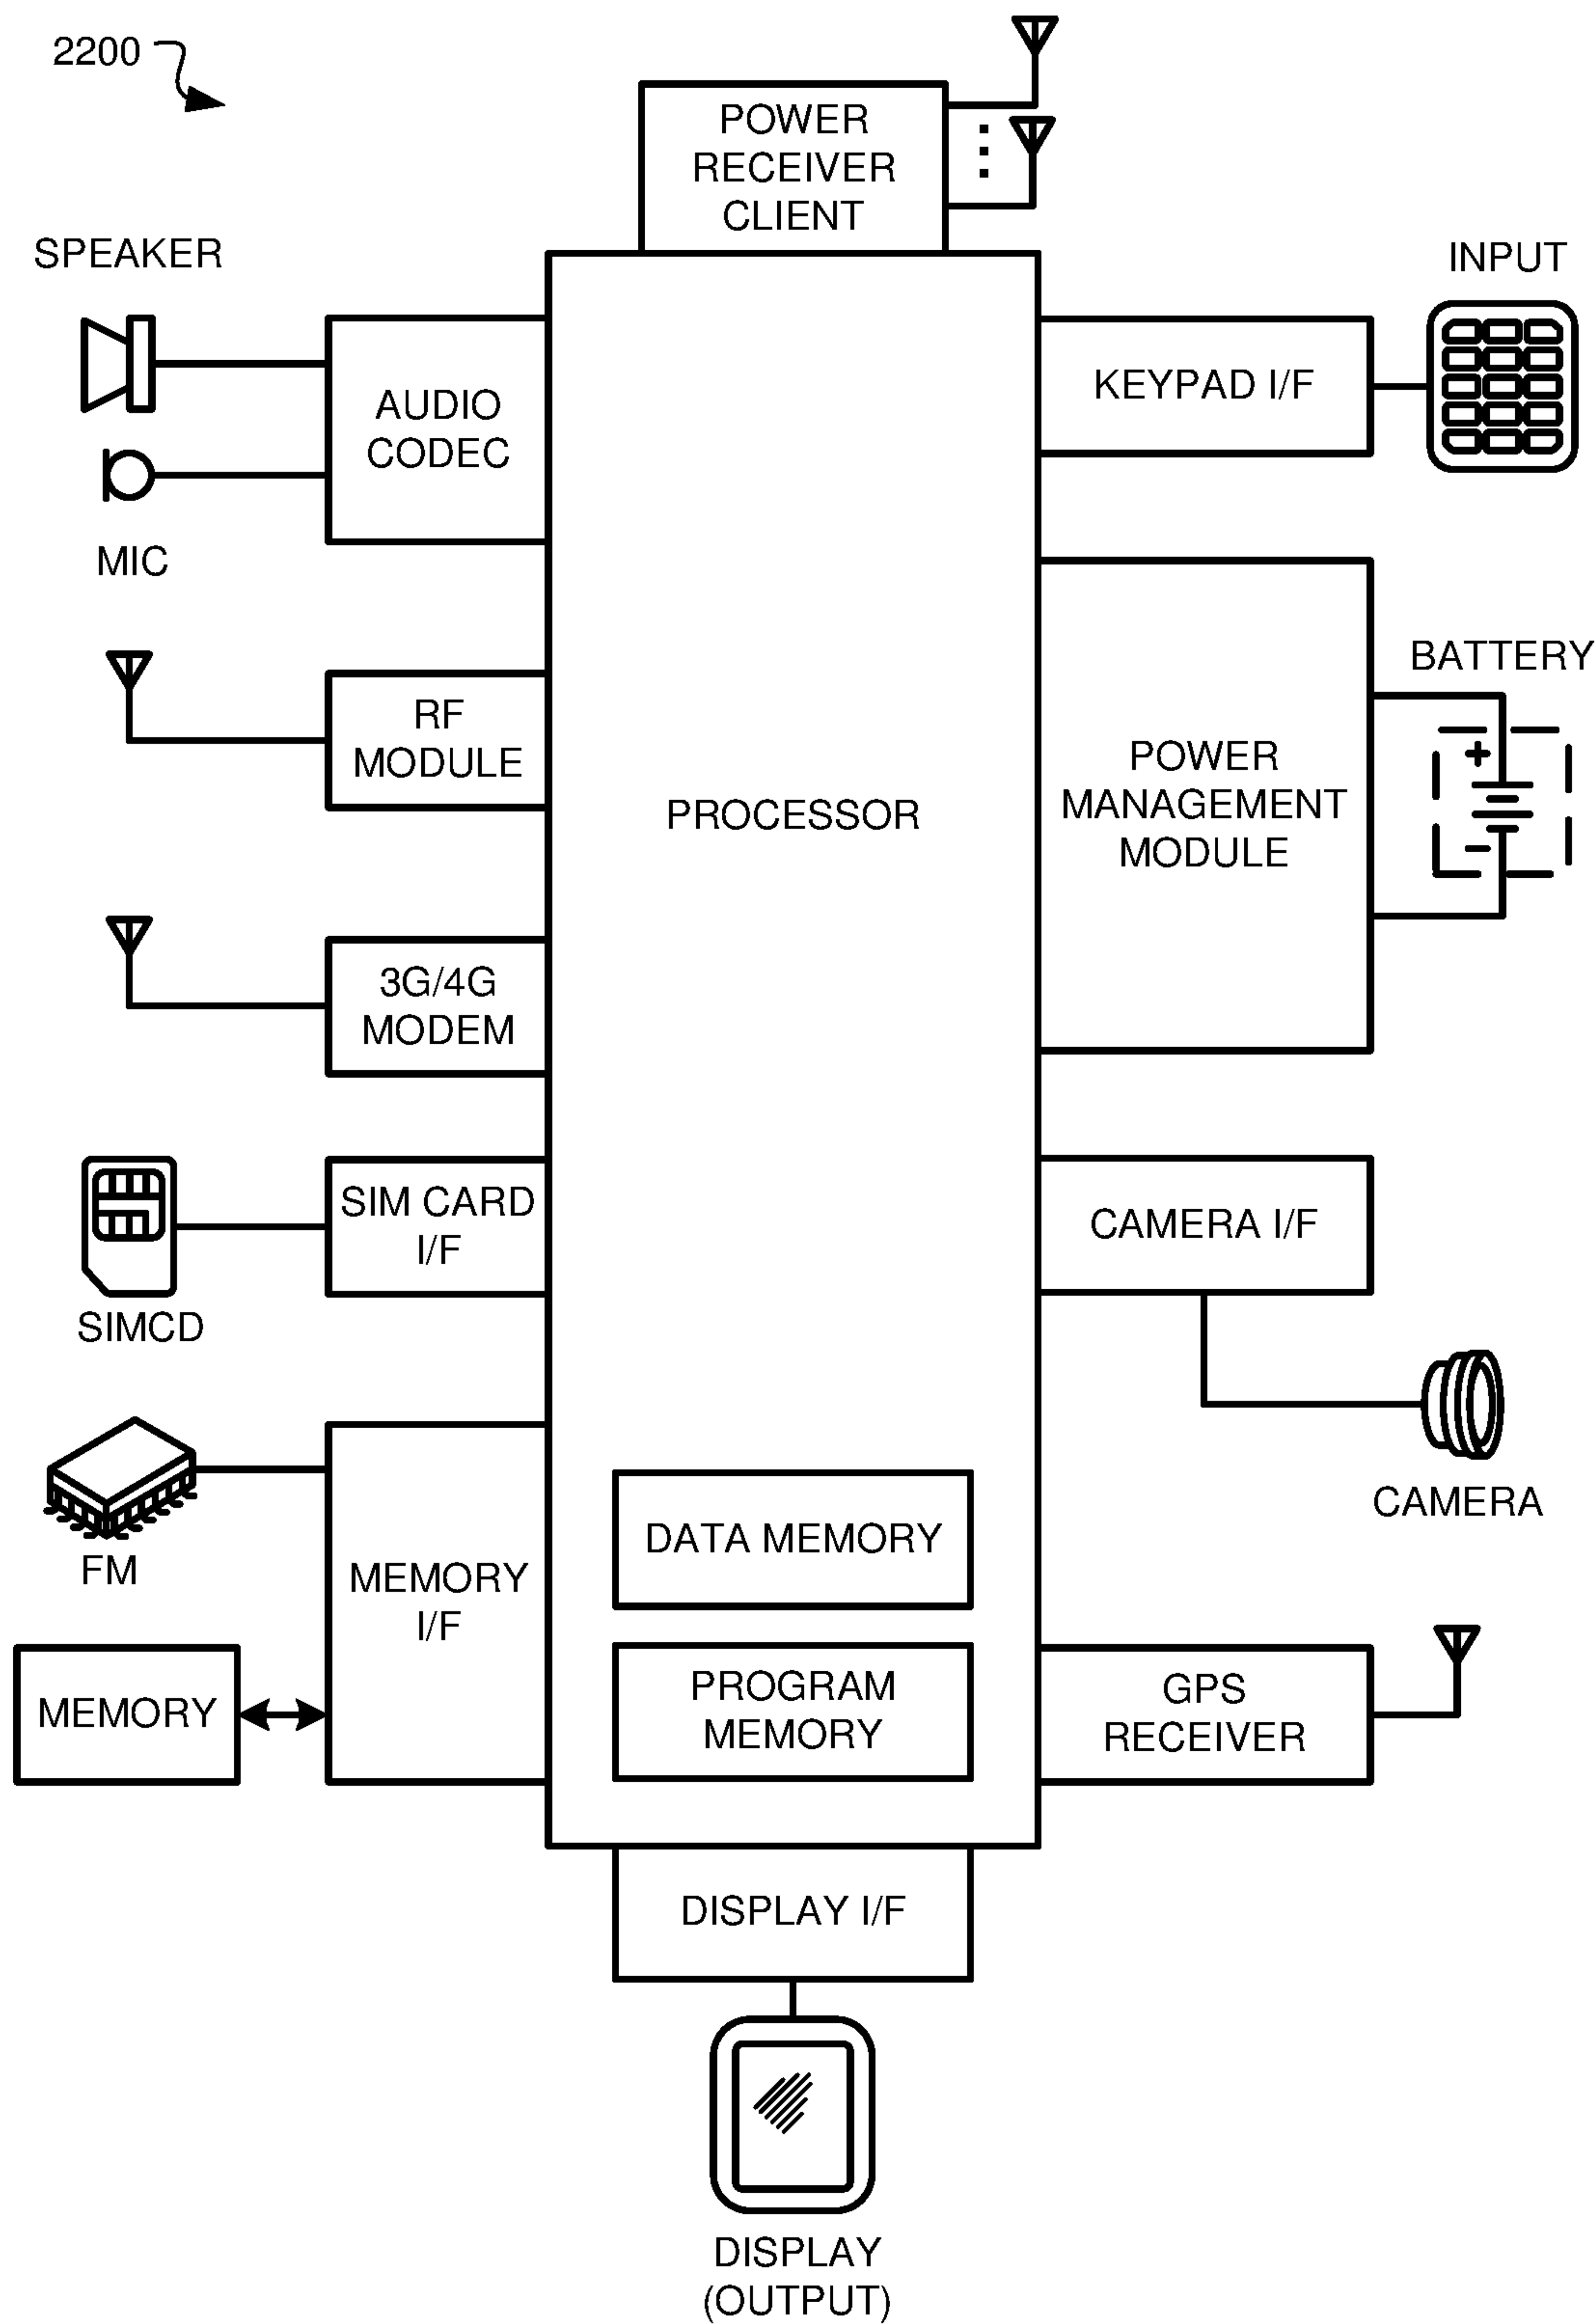 2200
POWER
RECEIVER
CLIENT
SPEAKER
INPUT
AUDIO
CODEC
KEYPAD I/F
MIC
BATTERY
RF
MODULE
+
POWER
MANAGEMENT
MODULE
PROCESSOR
-
3G/4G
MODEM
SIM CARD
I/F
CAMERA I/F
SIMCD
CAMERA
DATA MEMORY
FM
MEMORY
I/F
MEMORY
PROGRAM
MEMORY
GPS
RECEIVER
DISPLAY I/F
DISPLAY
(OUTPUT)